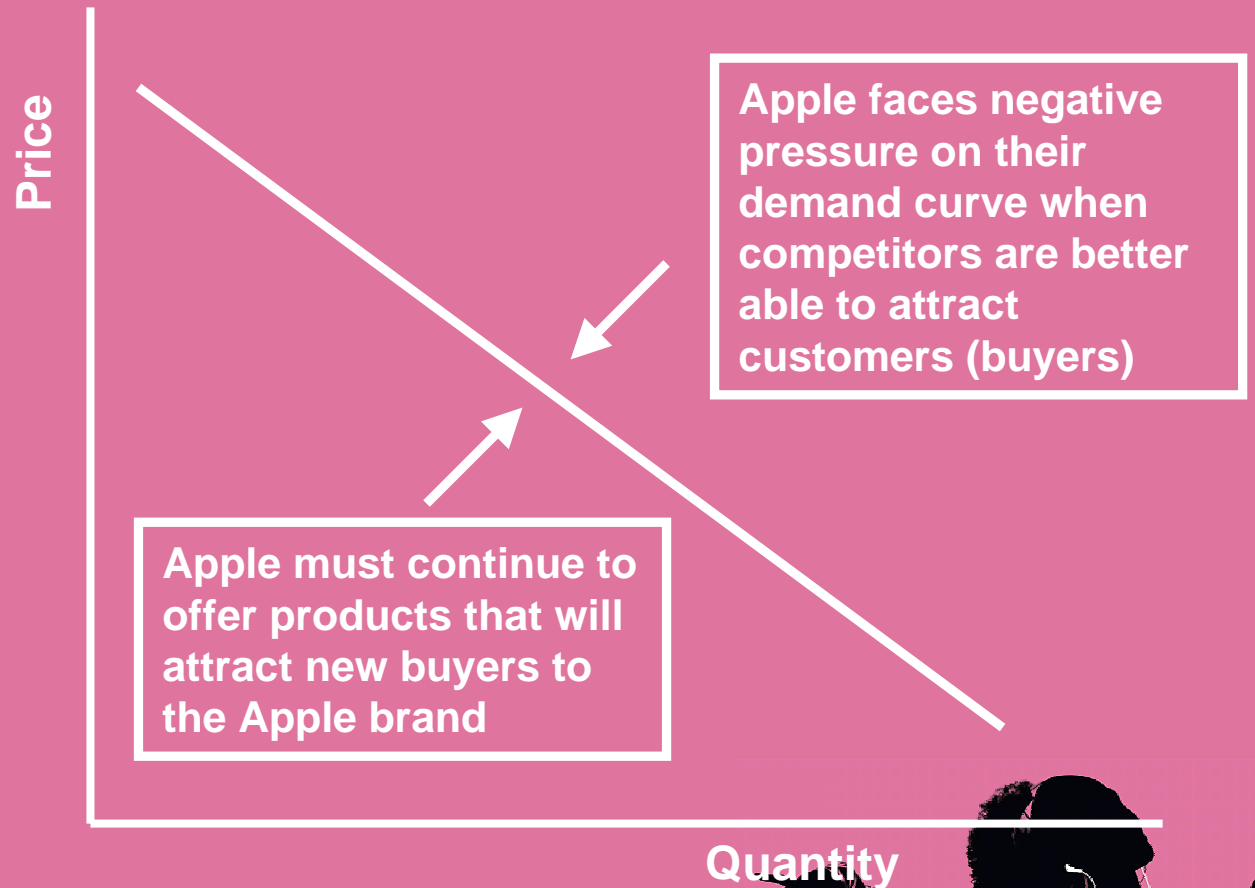 Price
Apple faces negative
pressure on their
demand curve when
competitors are better
able to attract
customers (buyers)
Apple must continue to
offer products that will
attract new buyers to
the Apple brand
Quantity